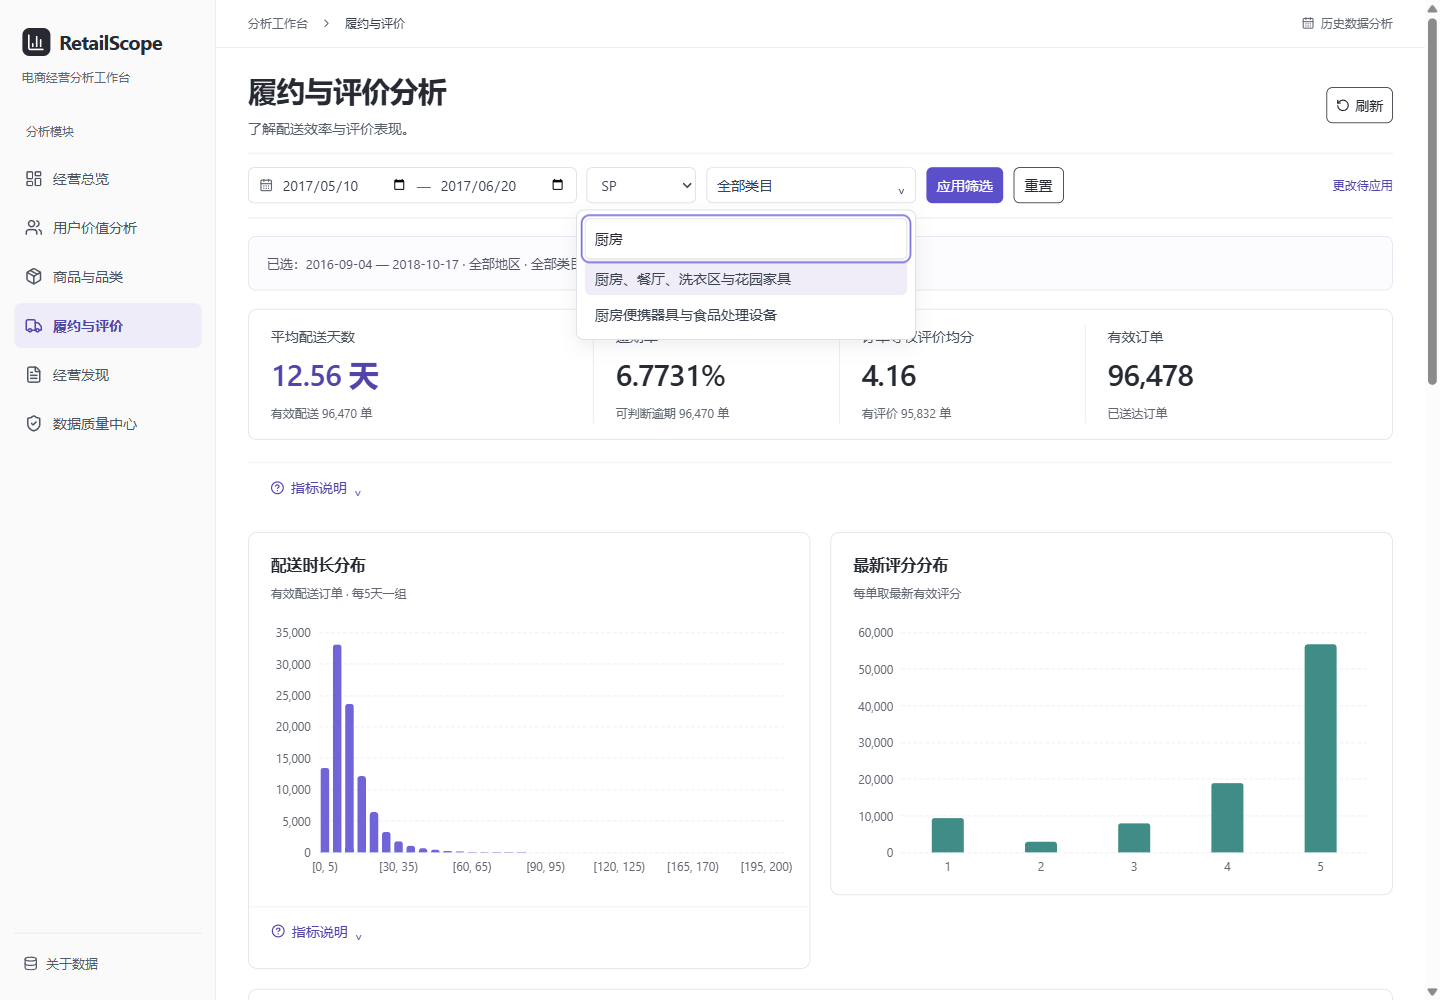 RetailScope
电商经营分析工作台
分析模块
经营总览
用户价值分析
商品与品类
履约与评价
经营发现
数据质量中心
关于数据
分析工作台 > 履约与评价
历史数据分析
履约与评价分析
了解配送效率与评价表现。
刷新
2017/05/10 — 2017/06/20
SP
全部类目
应用筛选
重置
更改待应用
厨房
厨房、餐厅、洗衣区与花园家具
厨房便携器具与食品处理设备
已选：2016-09-04 — 2018-10-17 · 全部地区 · 全部类目
平均配送天数
12.56 天
有效配送 96,470 单
6.7731%
可判断逾期 96,470 单
4.16
有评价 95,832 单
有效订单
96,478
已送达订单
指标说明
配送时长分布
有效配送订单 · 每5天一组
35,000
30,000
25,000
20,000
15,000
10,000
5,000
0
[0, 5) [30, 35) [60, 65) [90, 95) [120, 125) [165, 170) [195, 200)
指标说明
最新评分分布
每单取最新有效评分
60,000
50,000
40,000
30,000
20,000
10,000
0
1 2 3 4 5